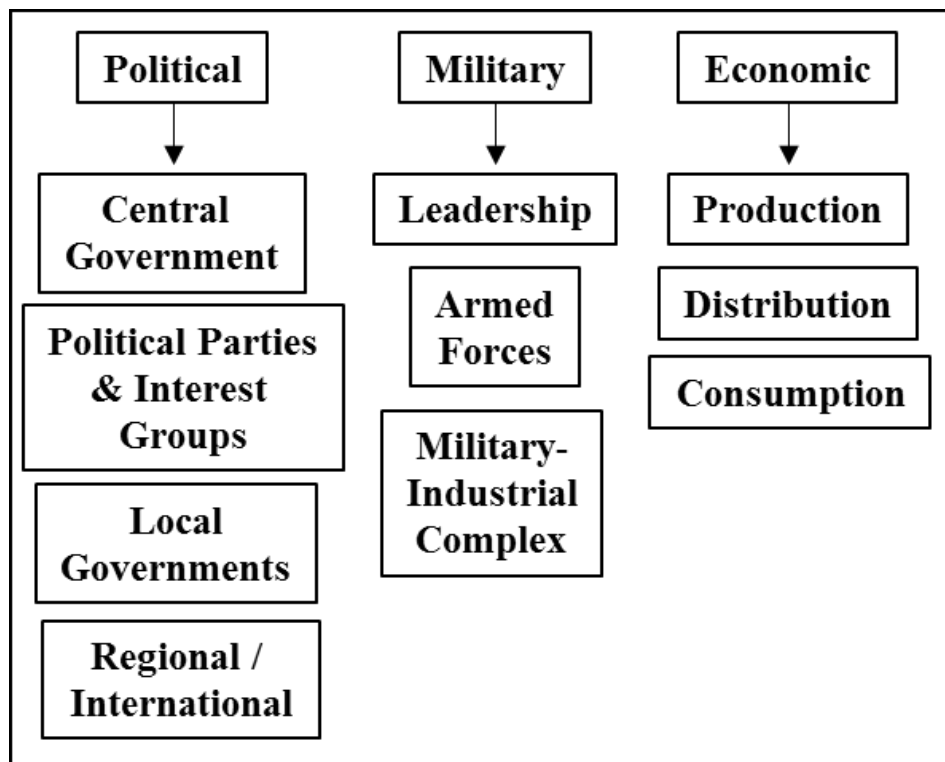 Political
Central
Government
Political Parties
& Interest
Groups
Local
Governments
Regional /
International
Military
Leadership
Armed
Forces
Military-
Industrial
Complex
Economic
Production
Distribution
Consumption